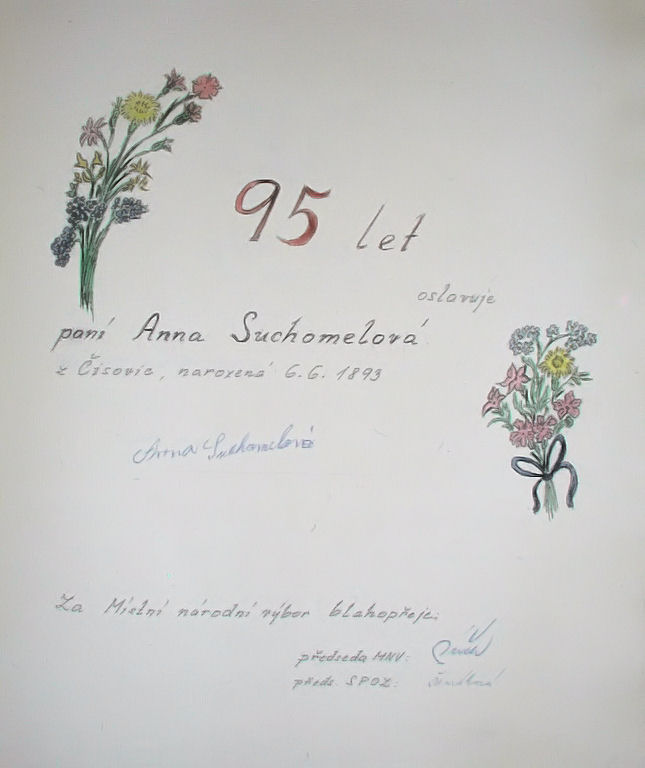 95 let
oslavuje
paní Anna Suchomelová
z Čisovic, narozená 6.6. 1893
Anna Suchomelová
Za Místní národní výbor blahopřeje:
předseda MNV:
předs. SPOZ: